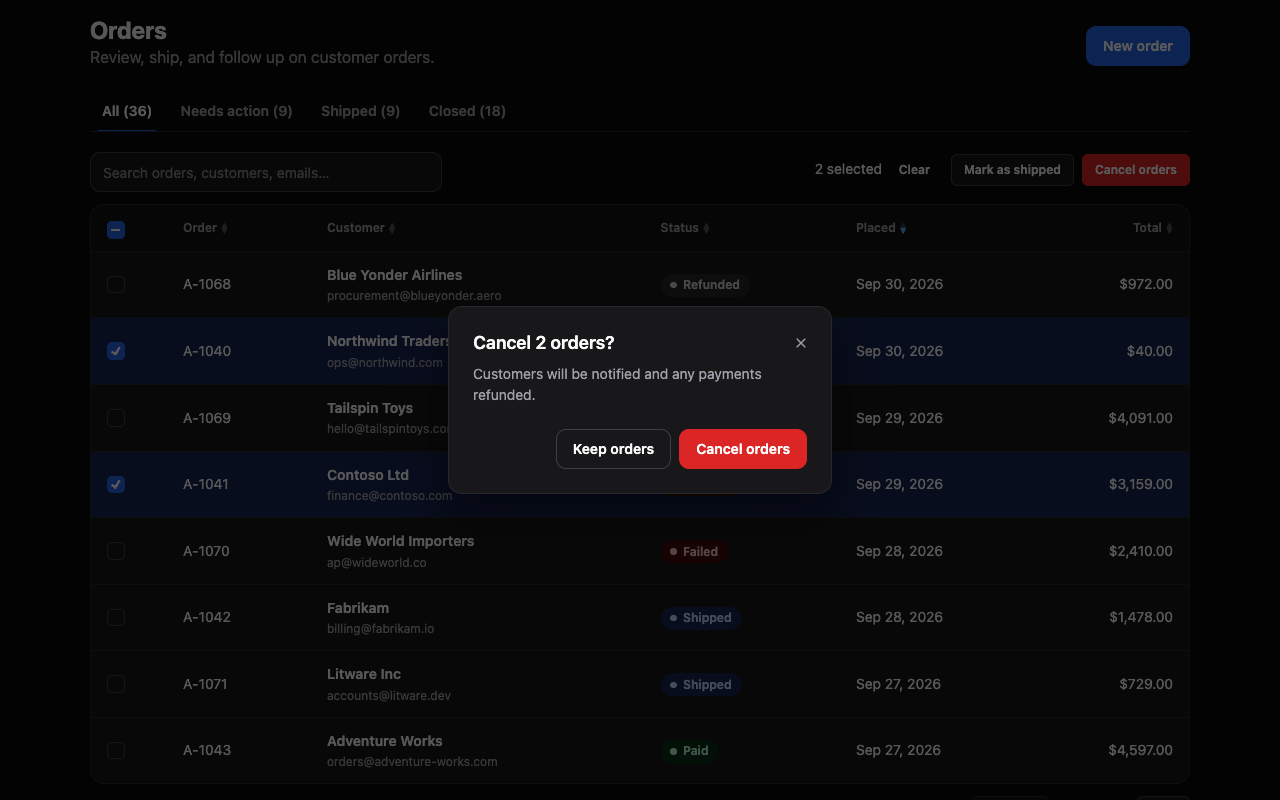 Orders
Review, ship, and follow up on customer orders.
New order
All (36) Needs action (9) Shipped (9) Closed (18)
Search orders, customers, emails...
2 selected Clear Mark as shipped Cancel orders
Order Customer Status Placed Total
A-1068 Blue Yonder Airlines Refunded Sep 30, 2026 $972.00
procurement@blueyonder.aero
A-1040 Northwind Traders Sep 30, 2026 $40.00
ops@northwind.com
A-1069 Tailspin Toys Sep 29, 2026 $4,091.00
A-1041 Contoso Ltd Sep 29, 2026 $3,159.00
finance@contoso.com
Cancel 2 orders?
Customers will be notified and any payments
refunded.
Keep orders Cancel orders
A-1070 Wide World Importers Failed Sep 28, 2026 $2,410.00
ap@wideworld.co
A-1042 Fabrikam Shipped Sep 28, 2026 $1,478.00
billing@fabrikam.io
A-1071 Litware Inc Shipped Sep 27, 2026 $729.00
accounts@litware.dev
A-1043 Adventure Works Paid Sep 27, 2026 $4,597.00
orders@adventure-works.com